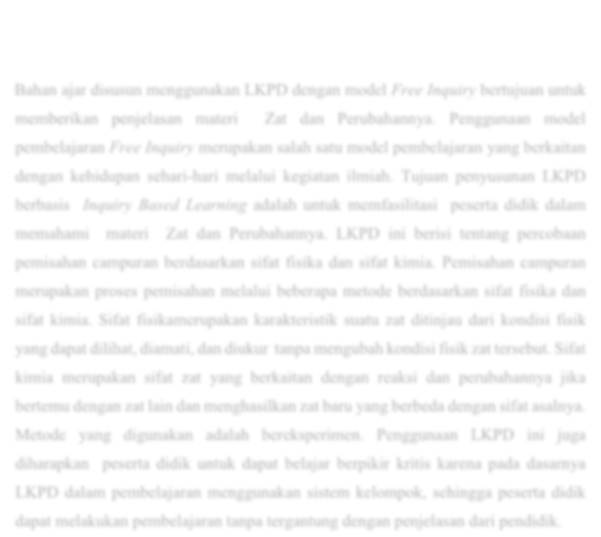 Bahan ajar disusun menggunakan LKPD dengan model Free Inquiry bertujuan untuk
memberikan penjelasan materi Zat dan Perubahannya. Penggunaan model
pembelajaran Free Inquiry merupakan salah satu model pembelajaran yang berkaitan
dengan kehidupan sehari-hari melalui kegiatan ilmiah. Tujuan penyusunan LKPD
berbasis Inquiry Based Learning adalah untuk memfasilitasi peserta didik dalam
memahami materi Zat dan Perubahannya. LKPD ini berisi tentang percobaan
pemisahan campuran berdasarkan sifat fisika dan sifat kimia. Pemisahan campuran
merupakan proses pemisahan melalui beberapa metode berdasarkan sifat fisika dan
sifat kimia. Sifat fisikamerupakan karakteristik suatu zat ditinjau dari kondisi fisik
yang dapat dilihat, diamati, dan diukur tanpa mengubah kondisi fisik zat tersebut. Sifat
kimia merupakan sifat zat yang berkaitan dengan reaksi dan perubahannya jika
bertemu dengan zat lain dan menghasilkan zat baru yang berbeda dengan sifat asalnya.
Metode yang digunakan adalah bereksperimen. Penggunaan LKPD ini juga
diharapkan peserta didik untuk dapat belajar berpikir kritis karena pada dasarnya
LKPD dalam pembelajaran menggunakan sistem kelompok, sehingga peserta didik
dapat melakukan pembelajaran tanpa tergantung dengan penjelasan dari pendidik.